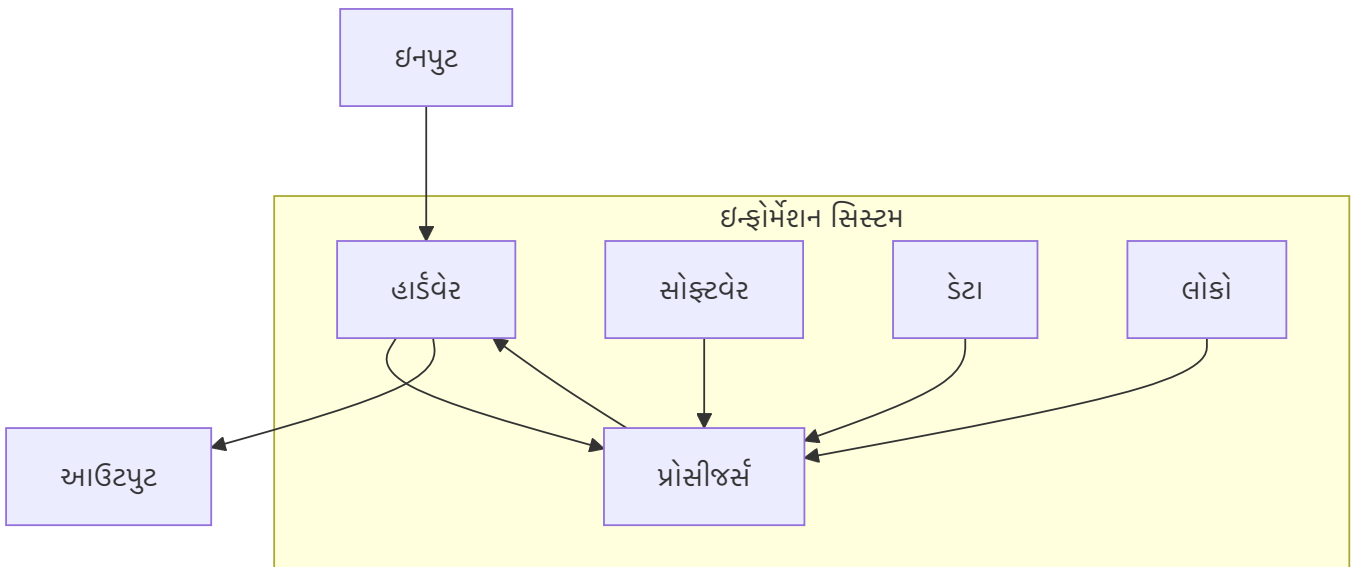 ઇનપુટ
ઇન્ફોર્મેશન સિસ્ટમ
હાર્ડવેર
સોફ્ટવેર
ડેટા
લોકો
આઉટપુટ
પ્રોસીજર્સ